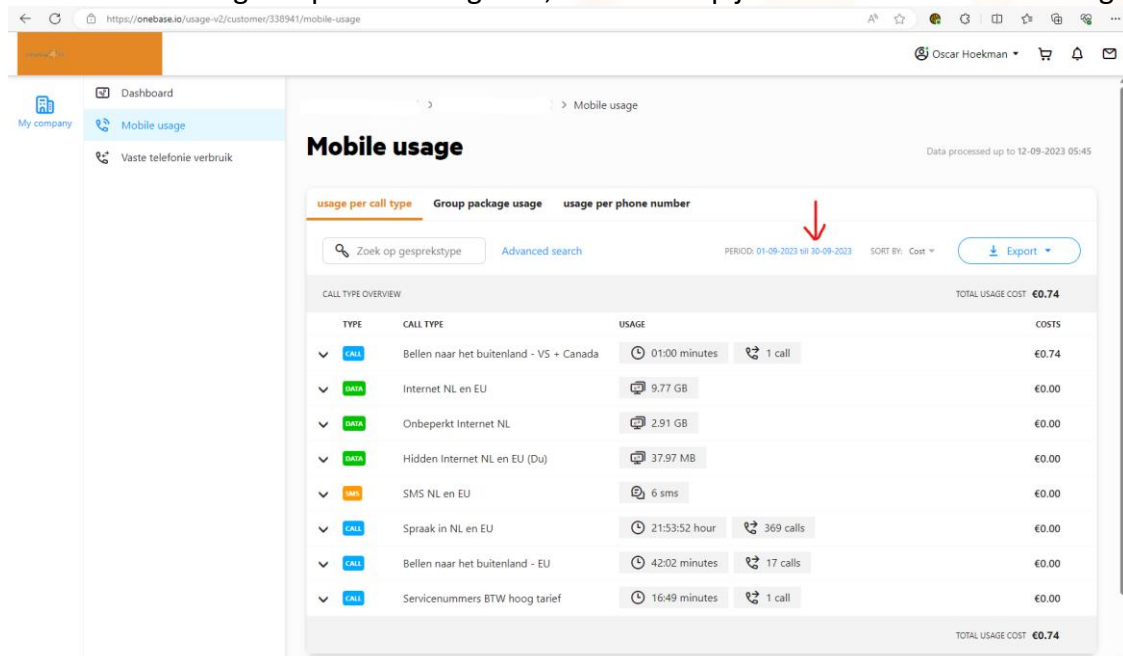 https://onebase.io/usage-v2/customer/338941/mobile-usage
Oscar Hoekman
My company
Dashboard
Mobile usage
Vaste telefonie verbruik
> > Mobile usage
Mobile usage
Data processed up to 12-09-2023 05:45
usage per call type Group package usage usage per phone number
Zoek op gesprekstype Advanced search PERIOD: 01-09-2023 till 30-09-2023 SORT BY: Cost Export
CALL TYPE OVERVIEW TOTAL USAGE COST €0.74
TYPE CALL TYPE USAGE COSTS
CALL Bellen naar het buitenland - VS + Canada 01:00 minutes 1 call €0.74
DATA Internet NL en EU 9.77 GB €0.00
DATA Onbeperkt Internet NL 2.91 GB €0.00
DATA Hidden Internet NL en EU (Du) 37.97 MB €0.00
SMS SMS NL en EU 6 sms €0.00
CALL Spraak in NL en EU 21:53:52 hour 369 calls €0.00
CALL Bellen naar het buitenland - EU 42:02 minutes 17 calls €0.00
CALL Servicenummers BTW hoog tarief 16:49 minutes 1 call €0.00
TOTAL USAGE COST €0.74